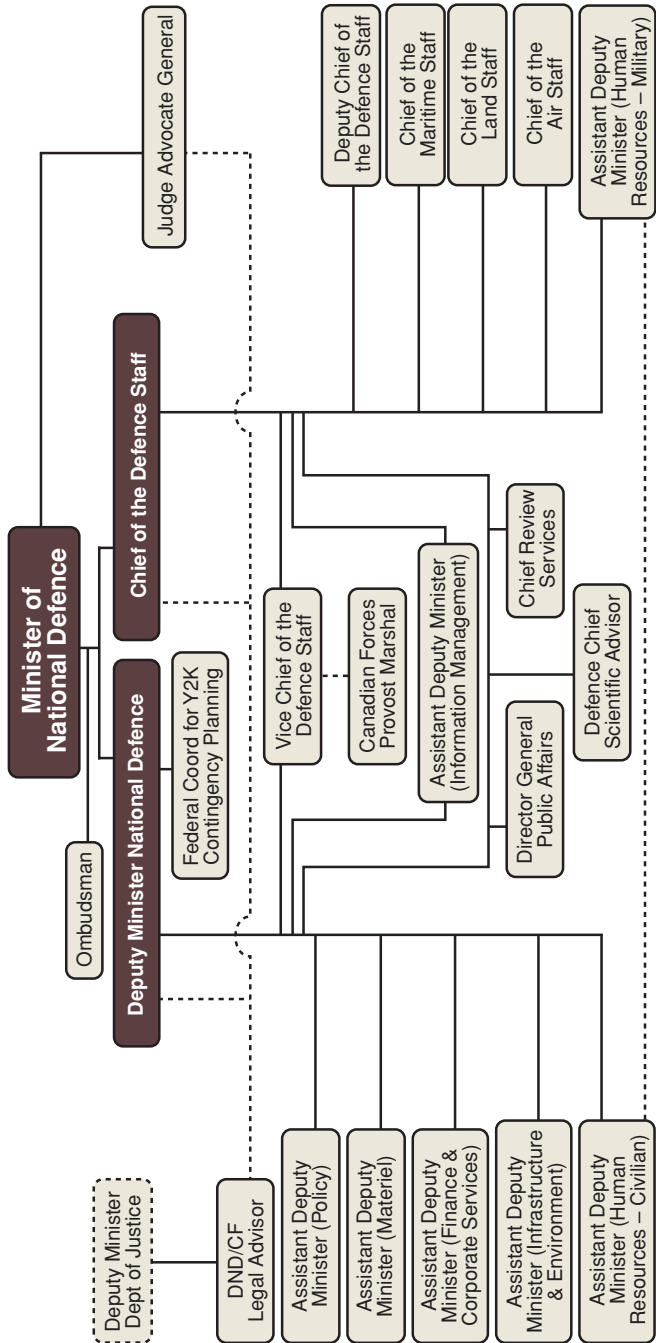 Minister of
National Defence
Ombudsman
Judge Advocate General
Deputy Minister National Defence
Chief of the Defence Staff
Deputy Minister
Dept of Justice
Federal Coord for Y2K
Contingency Planning
DND/CF
Legal Advisor
Vice Chief of the
Defence Staff
Canadian Forces
Provost Marshal
Assistant Deputy Minister
(Information Management)
Director General
Public Affairs
Chief Review
Services
Defence Chief
Scientific Advisor
Assistant Deputy
Minister (Policy)
Assistant Deputy
Minister (Materiel)
Assistant Deputy
Minister (Finance &
Corporate Services)
Assistant Deputy
Minister (Infrastructure
& Environment)
Assistant Deputy
Minister (Human
Resources – Civilian)
Deputy Chief of
the Defence Staff
Chief of the
Maritime Staff
Chief of the
Land Staff
Chief of the
Air Staff
Assistant Deputy
Minister (Human
Resources – Military)